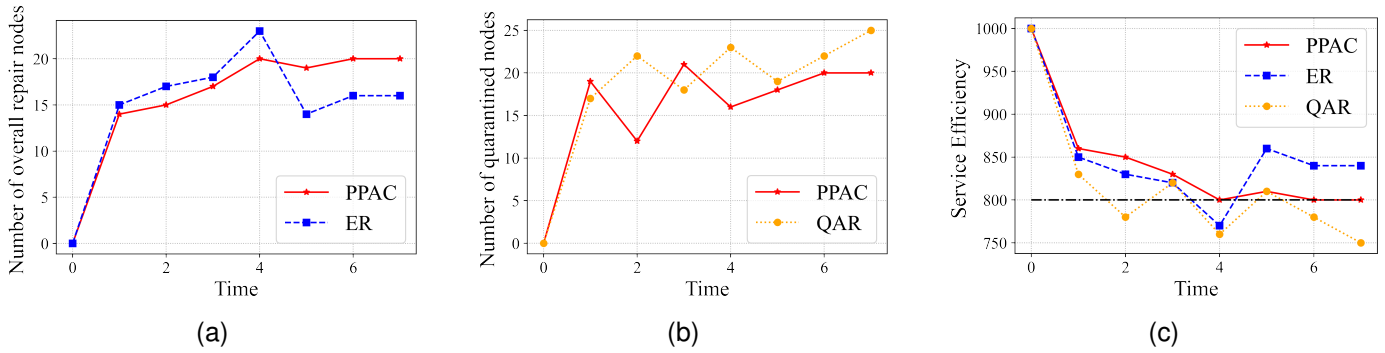 Number of overall repair nodes
20
15
10
5
0
PPAC
ER
0 2 4 6
Time
(a)
Number of quarantined nodes
25
20
15
10
5
0
PPAC
QAR
0 2 4 6
Time
(b)
Service Efficiency
1000
950
900
850
800
750
PPAC
ER
QAR
0 2 4 6
Time
(c)